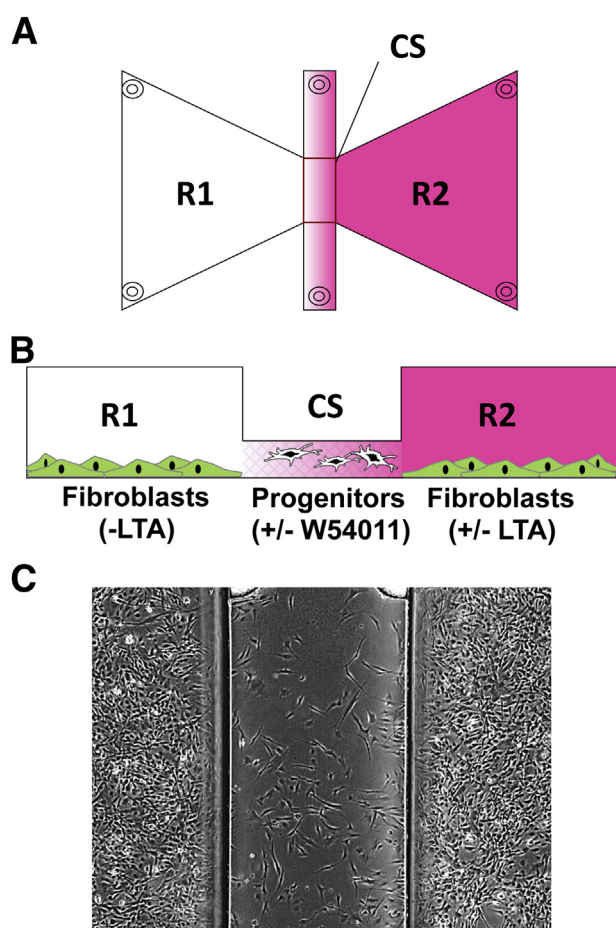 A
CS
R1
R2
B
R1
CS
R2
Fibroblasts
(-LTA)
Progenitors
(+/- W54011)
Fibroblasts
(+/- LTA)
C